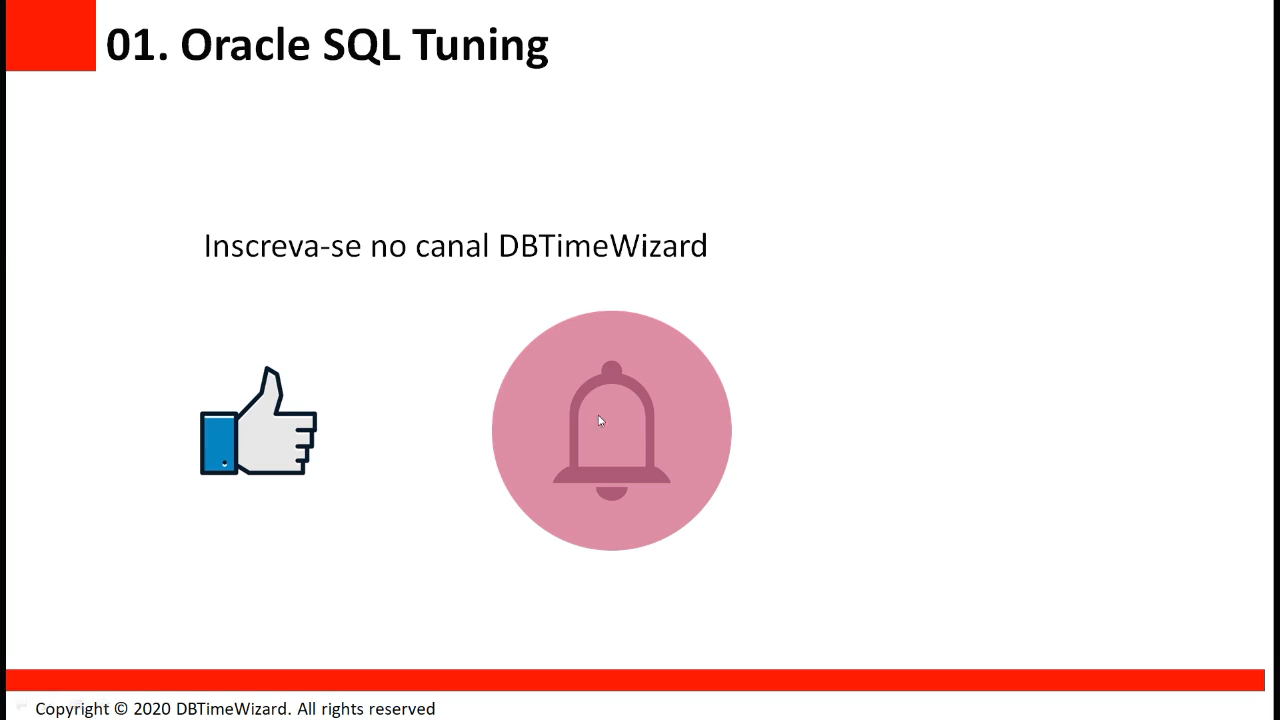 01. Oracle SQL Tuning
Inscreva-se no canal DBTimeWizard
Copyright © 2020 DBTimeWizard. All rights reserved